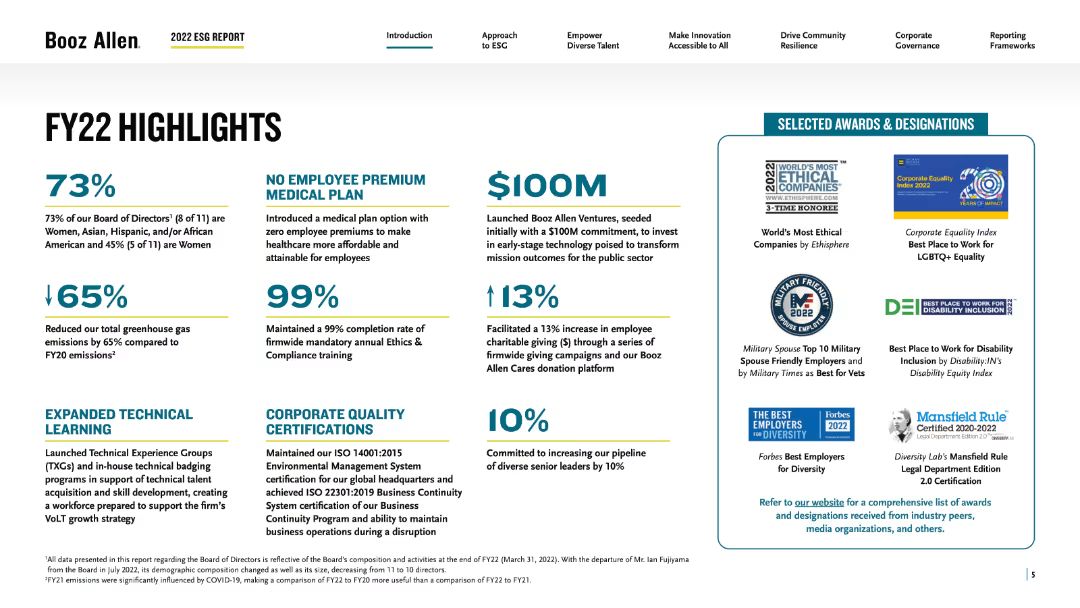 Booz Allen
2022 ESG REPORT
Introduction
Approach
to ESG
Empower
Diverse Talent
Make Innovation
Accessible to All
Drive Community
Resilience
Corporate
Governance
Reporting
Frameworks
FY22 HIGHLIGHTS
73%
73% of our Board of Directors¹ (8 of 11) are
Women, Asian, Hispanic, and/or African
American and 45% (5 of 11) are Women
NO EMPLOYEE PREMIUM
MEDICAL PLAN
Introduced a medical plan option with
zero employee premiums to make
healthcare more affordable and
attainable for employees
$100M
Launched Booz Allen Ventures, seeded
initially with a $100M commitment, to invest
in early-stage technology poised to transform
mission outcomes for the public sector
↓65%
Reduced our total greenhouse gas
emissions by 65% compared to
FY20 emissions²
99%
Maintained a 99% completion rate of
firmwide mandatory annual Ethics &
Compliance training
↑13%
Facilitated a 13% increase in employee
charitable giving ($) through a series of
firmwide giving campaigns and our Booz
Allen Cares donation platform
EXPANDED TECHNICAL
LEARNING
Launched Technical Experience Groups
(TXGs) and in-house technical badging
programs in support of technical talent
acquisition and skill development, creating
a workforce prepared to support the firm's
VoLT growth strategy
CORPORATE QUALITY
CERTIFICATIONS
Maintained our ISO 14001:2015
Environmental Management System
certification for our global headquarters and
achieved ISO 22301:2019 Business Continuity
System certification of our Business
Continuity Program and ability to maintain
business operations during a disruption
10%
Committed to increasing our pipeline
of diverse senior leaders by 10%
SELECTED AWARDS & DESIGNATIONS
2022
WORLD'S MOST
ETHICAL
COMPANIES™
WWW.ETHISPHERE.COM
3-TIME HONOREE
World's Most Ethical
Companies by Ethisphere
Corporate Equality
Index 2022
20
YEARS OF IMPACT
Corporate Equality Index
Best Place to Work for
LGBTQ+ Equality
MILITARY FRIENDLY
2022
SPOUSE EMPLOYER
Military Spouse Top 10 Military
Spouse Friendly Employers and
by Military Times as Best for Vets
DEI
BEST PLACE TO WORK FOR
DISABILITY INCLUSION
2022
Best Place to Work for Disability
Inclusion by Disability:IN's
Disability Equity Index
THE BEST
EMPLOYERS
FOR DIVERSITY
Forbes
2022
Forbes Best Employers
for Diversity
Mansfield Rule™
Certified 2020-2022
Legal Department Edition 2.0™
Diversity Lab's Mansfield Rule
Legal Department Edition
2.0 Certification
Refer to our website for a comprehensive list of awards
and designations received from industry peers,
media organizations, and others.
¹All data presented in this report regarding the Board of Directors is reflective of the Board's composition and activities at the end of FY22 (March 31, 2022). With the departure of Mr. Ian Fujiyama
from the Board in July 2022, its demographic composition changed as well as its size, decreasing from 11 to 10 directors.
²FY21 emissions were significantly influenced by COVID-19, making a comparison of FY22 to FY20 more useful than a comparison of FY22 to FY21.
5